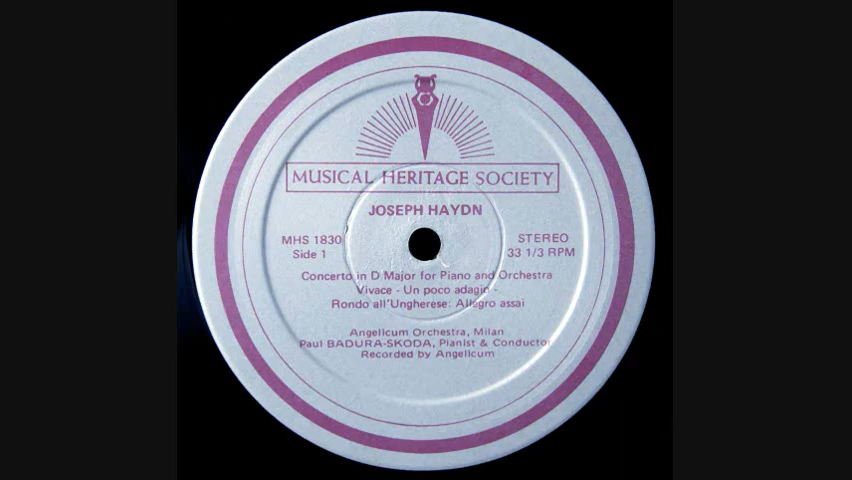 MUSICAL HERITAGE SOCIETY
JOSEPH HAYDN
MHS 1830
Side 1
STEREO
33 1/3 RPM
Concerto in D Major for Piano and Orchestra
Vivace - Un poco adagio -
Rondo all'Ungherese: Allegro assai
Angelicum Orchestra, Milan
Paul BADURA-SKODA, Pianist & Conductor
Recorded by Angelicum